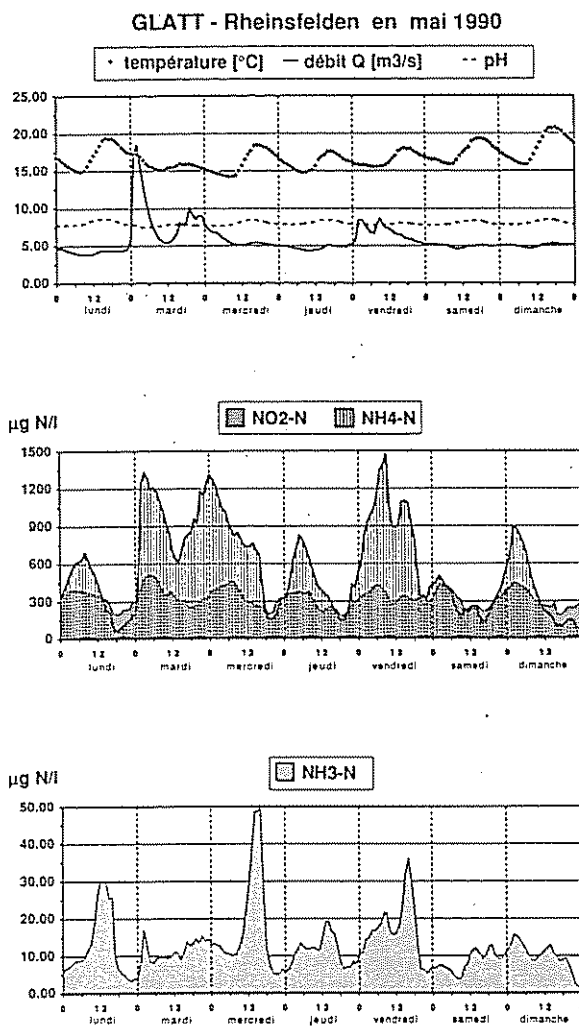 GLATT - Rheinsfelden en mai 1990
température [°C] débit Q [m3/s] pH
25.00
20.00
15.00
10.00
5.00
0.00
0 12 0 12 0 12 0 12 0 12 0 12 0 12 0
lundi mardi mercredi jeudi vendredi samedi dimanche
µg N/l
NO2-N NH4-N
1500
1200
900
600
300
0
0 12 0 12 0 12 0 12 0 12 0 12 0 12
lundi mardi mercredi jeudi vendredi samedi dimanche
µg N/l
NH3-N
50.00
40.00
30.00
20.00
10.00
0.00
0 12 0 12 0 12 0 12 0 12 0 12 0 12
lundi mardi mercredi jeudi vendredi samedi dimanche